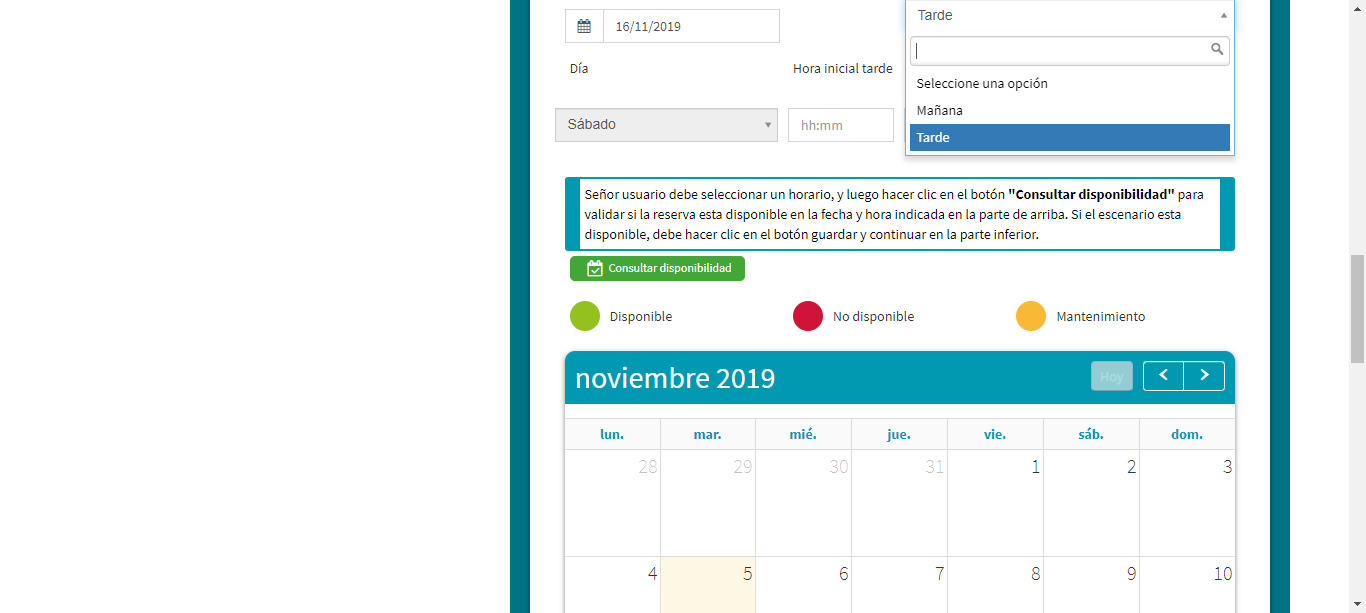 16/11/2019
Tarde
Seleccione una opción
Mañana
Tarde
Día
Hora inicial tarde
Sábado
hh:mm
Señor usuario debe seleccionar un horario, y luego hacer clic en el botón "Consultar disponibilidad" para
validar si la reserva esta disponible en la fecha y hora indicada en la parte de arriba. Si el escenario esta
disponible, debe hacer clic en el botón guardar y continuar en la parte inferior.
Consultar disponibilidad
Disponible
No disponible
Mantenimiento
noviembre 2019
Hoy
lun. mar. mié. jue. vie. sáb. dom.
28 29 30 31 1 2 3
4 5 6 7 8 9 10